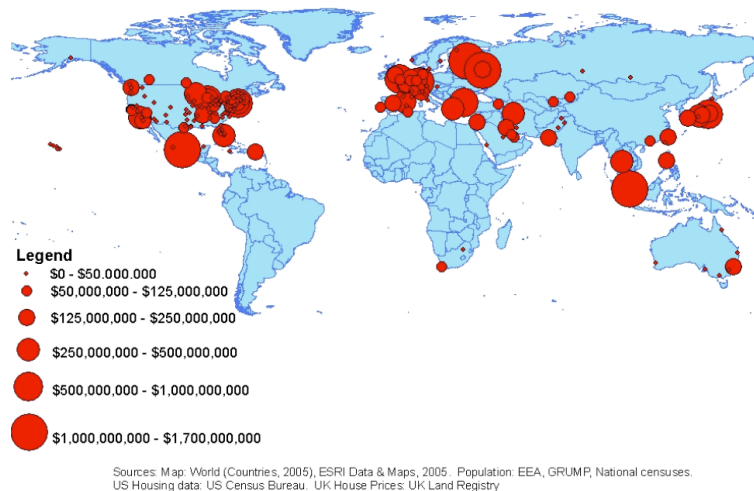 Legend
$0 - $50.000.000
$50,000,000 - $125,000,000
$125,000,000 - $250,000,000
$250,000,000 - $500,000,000
$500,000,000 - $1,000,000,000
$1,000,000,000 - $1,700,000,000
Sources: Map: World (Countries, 2005), ESRI Data & Maps, 2005. Population: EEA, GRUMP, National censuses.
US Housing data: US Census Bureau. UK House Prices: UK Land Registry